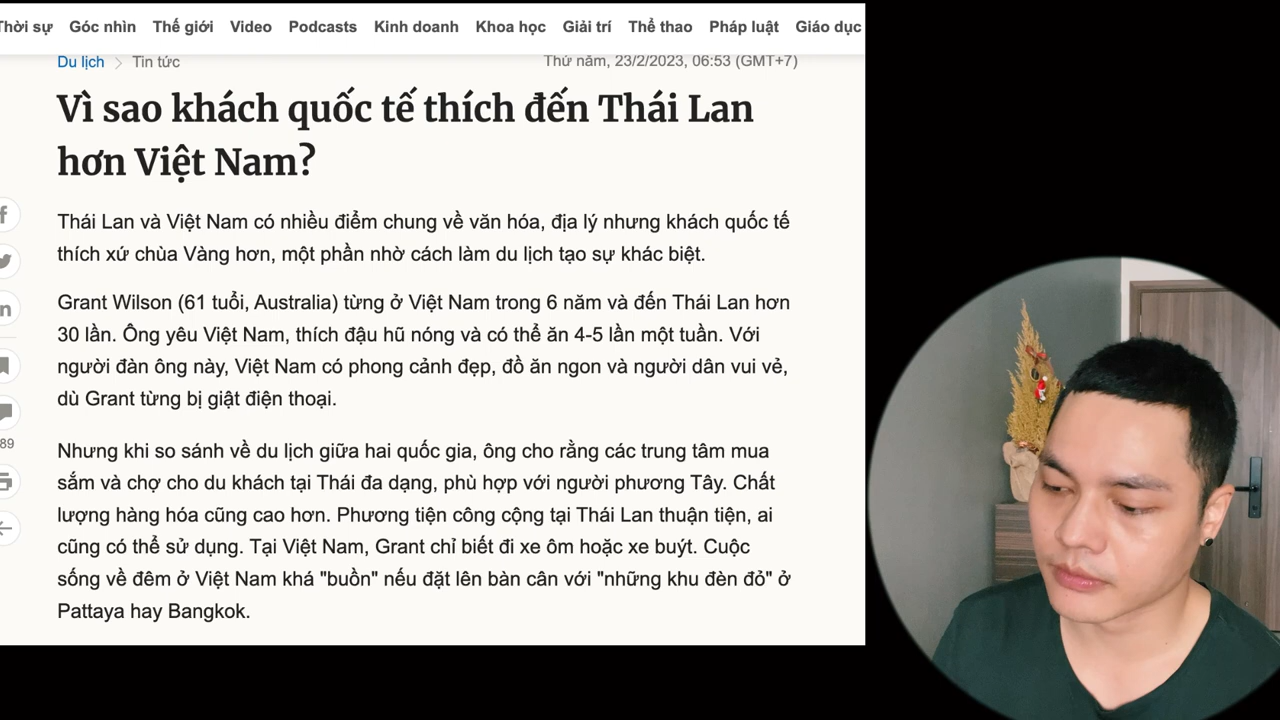 Thời sự Góc nhìn Thế giới Video Podcasts Kinh doanh Khoa học Giải trí Thể thao Pháp luật Giáo dục
Du lịch Tin tức Thứ năm, 23/2/2023, 06:53 (GMT+7)
Vì sao khách quốc tế thích đến Thái Lan
hơn Việt Nam?
Thái Lan và Việt Nam có nhiều điểm chung về văn hóa, địa lý nhưng khách quốc tế
thích xứ chùa Vàng hơn, một phần nhờ cách làm du lịch tạo sự khác biệt.
Grant Wilson (61 tuổi, Australia) từng ở Việt Nam trong 6 năm và đến Thái Lan hơn
30 lần. Ông yêu Việt Nam, thích đậu hũ nóng và có thể ăn 4-5 lần một tuần. Với
người đàn ông này, Việt Nam có phong cảnh đẹp, đồ ăn ngon và người dân vui vẻ,
dù Grant từng bị giật điện thoại.
89
Nhưng khi so sánh về du lịch giữa hai quốc gia, ông cho rằng các trung tâm mua
sắm và chợ cho du khách tại Thái đa dạng, phù hợp với người phương Tây. Chất
lượng hàng hóa cũng cao hơn. Phương tiện công cộng tại Thái Lan thuận tiện, ai
cũng có thể sử dụng. Tại Việt Nam, Grant chỉ biết đi xe ôm hoặc xe buýt. Cuộc
sống về đêm ở Việt Nam khá "buồn" nếu đặt lên bàn cân với "những khu đèn đỏ" ở
Pattaya hay Bangkok.